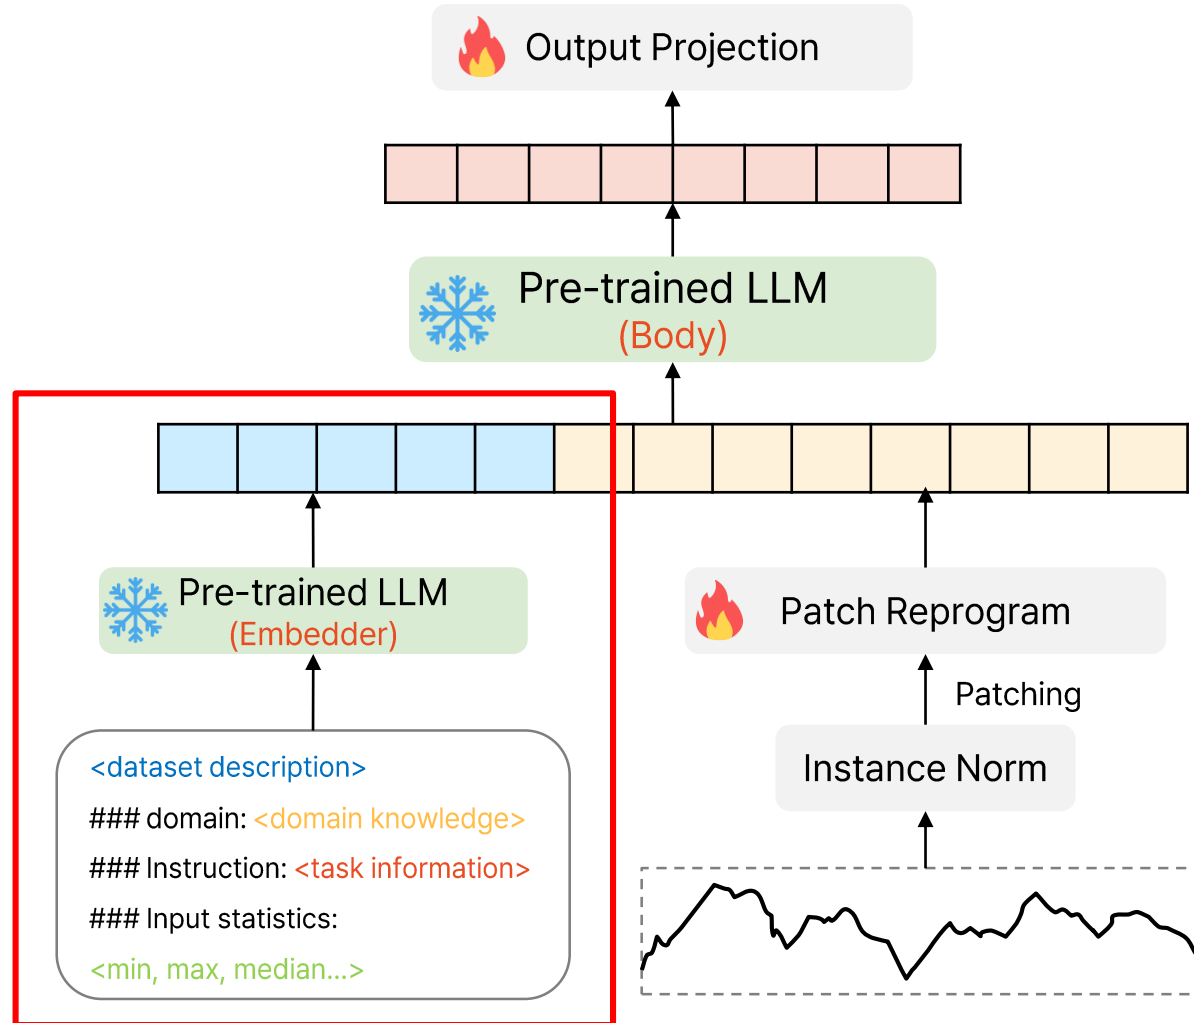 Output Projection
Pre-trained LLM
(Body)
Pre-trained LLM
(Embedder)
<dataset description>
### domain: <domain knowledge>
### Instruction: <task information>
### Input statistics:
<min, max, median...>
Patch Reprogram
Patching
Instance Norm